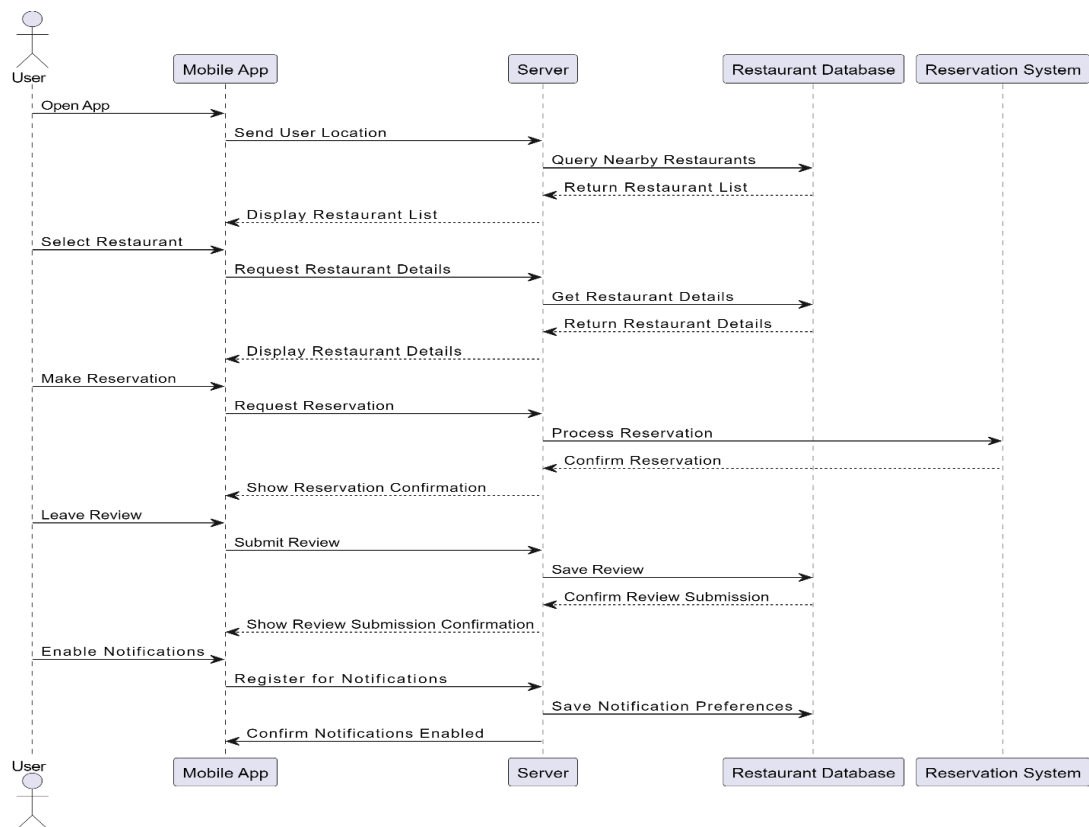 User
Mobile App
Server
Restaurant Database
Reservation System
Open App
Send User Location
Query Nearby Restaurants
Return Restaurant List
Display Restaurant List
Select Restaurant
Request Restaurant Details
Get Restaurant Details
Return Restaurant Details
Display Restaurant Details
Make Reservation
Request Reservation
Process Reservation
Confirm Reservation
Show Reservation Confirmation
Leave Review
Submit Review
Save Review
Confirm Review Submission
Show Review Submission Confirmation
Enable Notifications
Register for Notifications
Save Notification Preferences
Confirm Notifications Enabled
User
Mobile App
Server
Restaurant Database
Reservation System